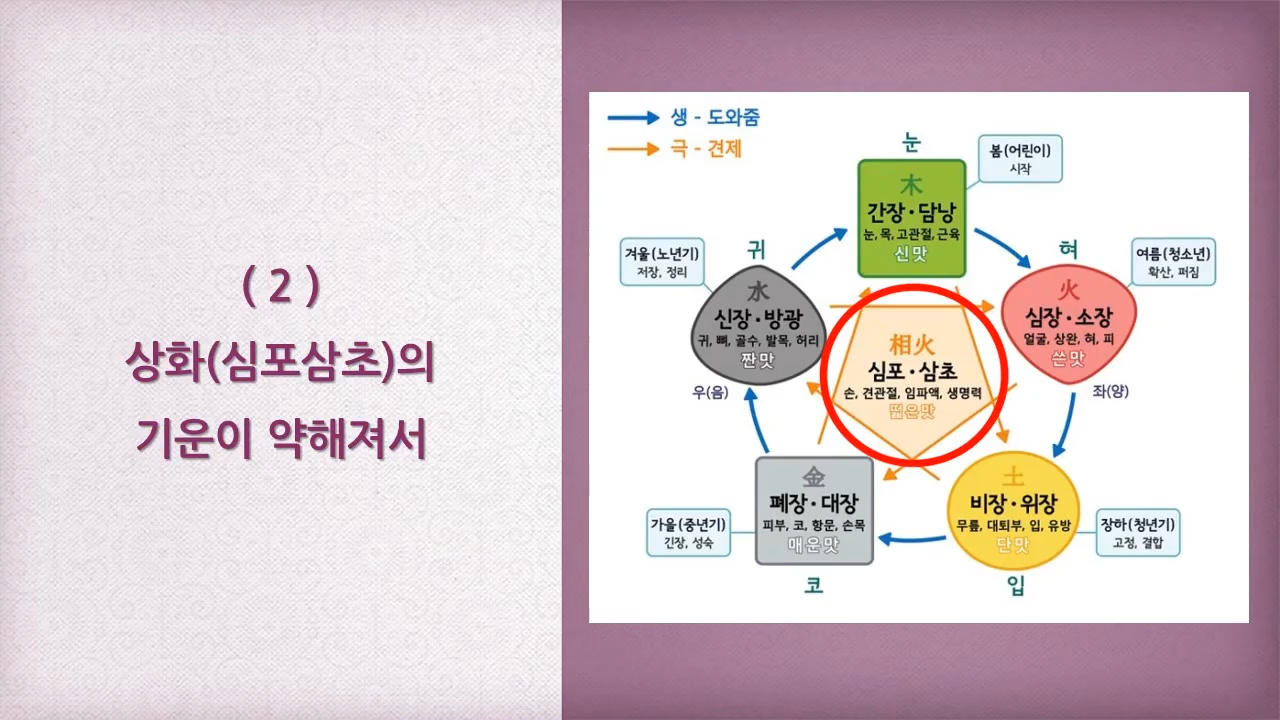 ( 2 )
상화(심포삼초)의
기운이 약해져서
생 - 도와줌
극 - 견제
눈
봄(어린이)
시작
木
간장·담낭
눈, 목, 고관절, 근육
신맛
겨울(노년기)
저장, 정리
귀
水
신장·방광
귀, 뼈, 골수, 발목, 허리
짠맛
우(음)
혀
여름(청소년)
확산, 퍼짐
火
심장·소장
얼굴, 상완, 혀, 피
쓴맛
좌(양)
相火
심포·삼초
손, 견관절, 임파액, 생명력
떫은맛
가을(중년기)
긴장, 성숙
金
폐장·대장
피부, 코, 항문, 손목
매운맛
코
土
비장·위장
무릎, 대퇴부, 입, 유방
단맛
입
장하(청년기)
고정, 결합